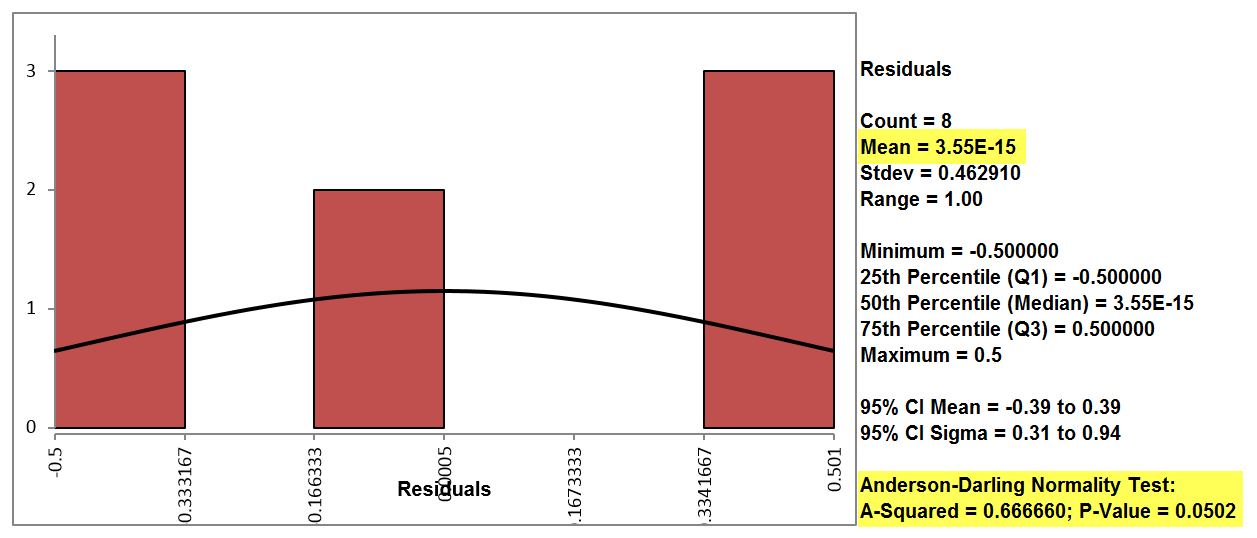 3
2
1
0
-0.5
0.333167
0.166333
0.0005
.1673333
.3341667
0.501
Residuals
Residuals
Count = 8
Mean = 3.55E-15
Stdev = 0.462910
Range = 1.00
Minimum = -0.500000
25th Percentile (Q1) = -0.500000
50th Percentile (Median) = 3.55E-15
75th Percentile (Q3) = 0.500000
Maximum = 0.5
95% CI Mean = -0.39 to 0.39
95% CI Sigma = 0.31 to 0.94
Anderson-Darling Normality Test:
A-Squared = 0.666660; P-Value = 0.0502